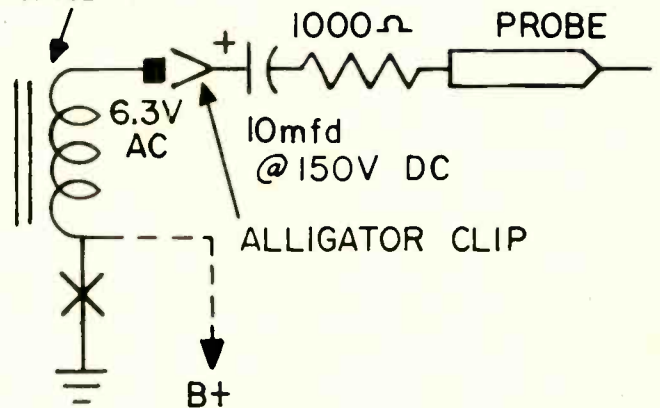 1000Ω PROBE
+
6.3V
AC
10mfd
@ 150V DC
ALLIGATOR CLIP
B+